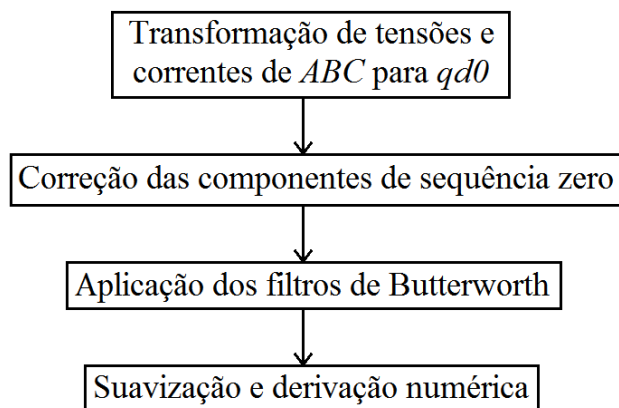 Transformação de tensões e
correntes de ABC para qd0
Correção das componentes de sequência zero
Aplicação dos filtros de Butterworth
Suavização e derivação numérica